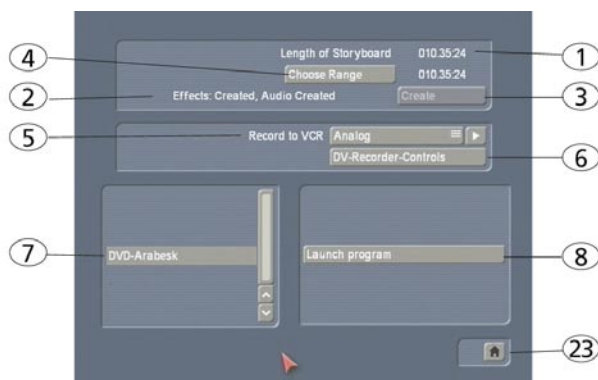 Length of Storyboard 010.35:24 1
4 Choose Range 010.35:24
2 Effects: Created, Audio Created Create 3
5 Record to VCR Analog
DV-Recorder-Controls 6
7 DVD-Arabesk Launch program 8
23